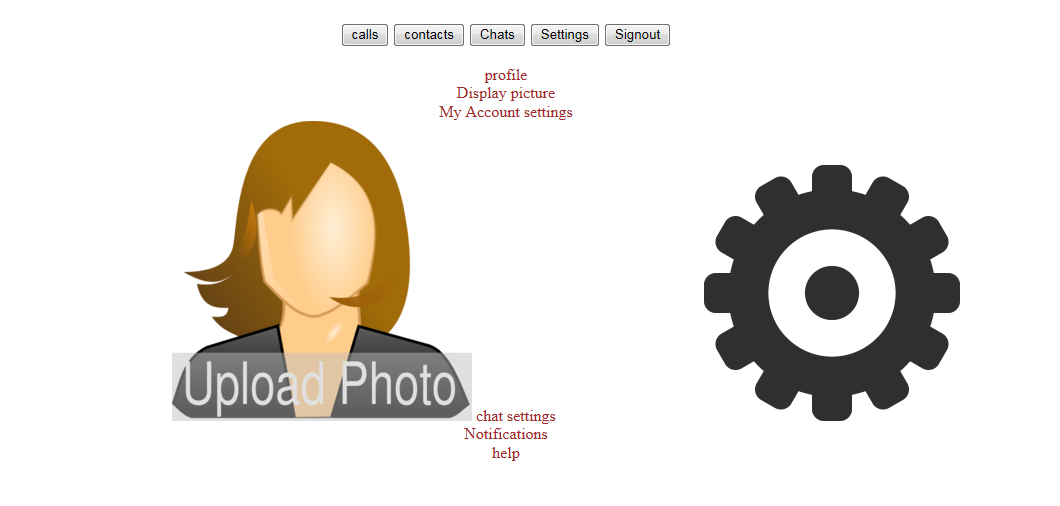 calls contacts Chats Settings Signout
profile
Display picture
My Account settings
Upload Photo
chat settings
Notifications
help